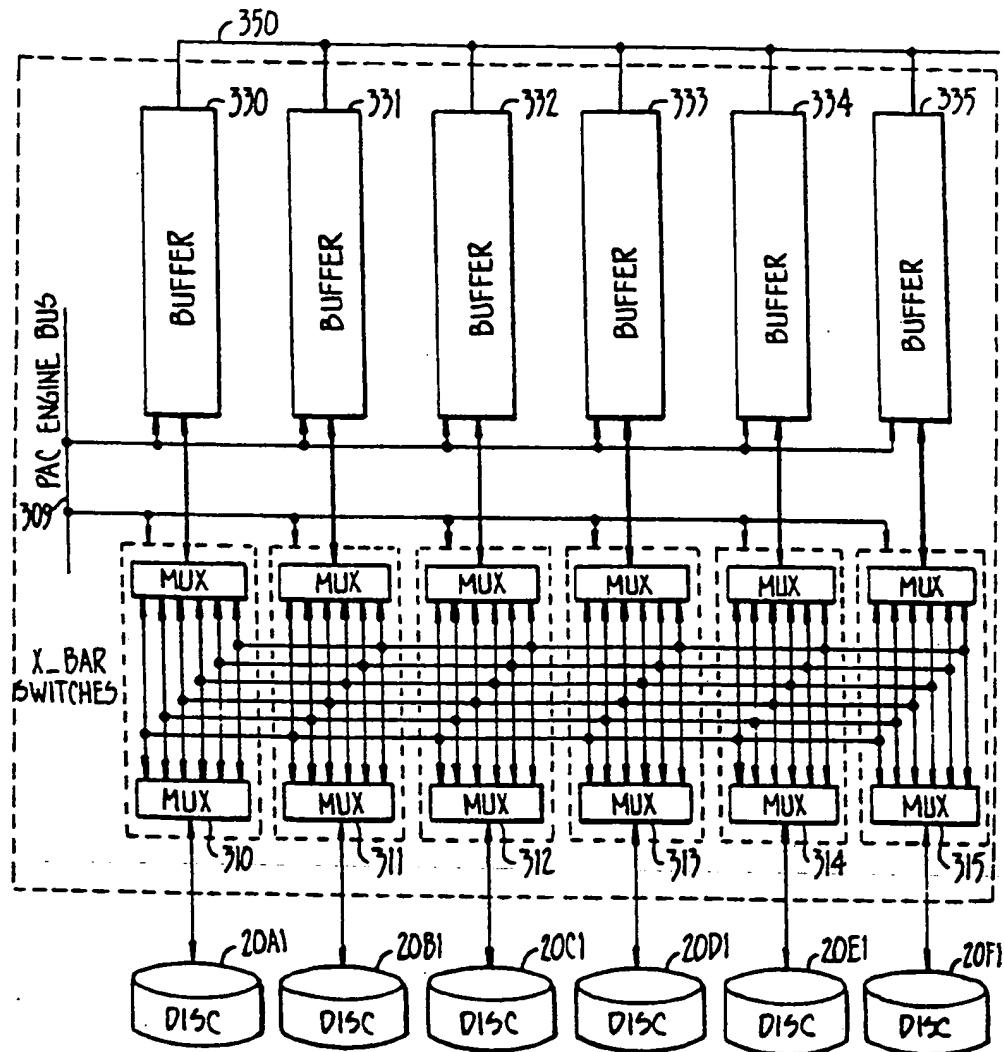 350
330
331
332
333
334
335
BUFFER
BUFFER
BUFFER
BUFFER
BUFFER
BUFFER
PAC ENGINE BUS
309
MUX
MUX
MUX
MUX
MUX
MUX
X_BAR
SWITCHES
MUX
MUX
MUX
MUX
MUX
MUX
310
311
312
313
314
315
20A1
20B1
20C1
20D1
20E1
20F1
DISC
DISC
DISC
DISC
DISC
DISC